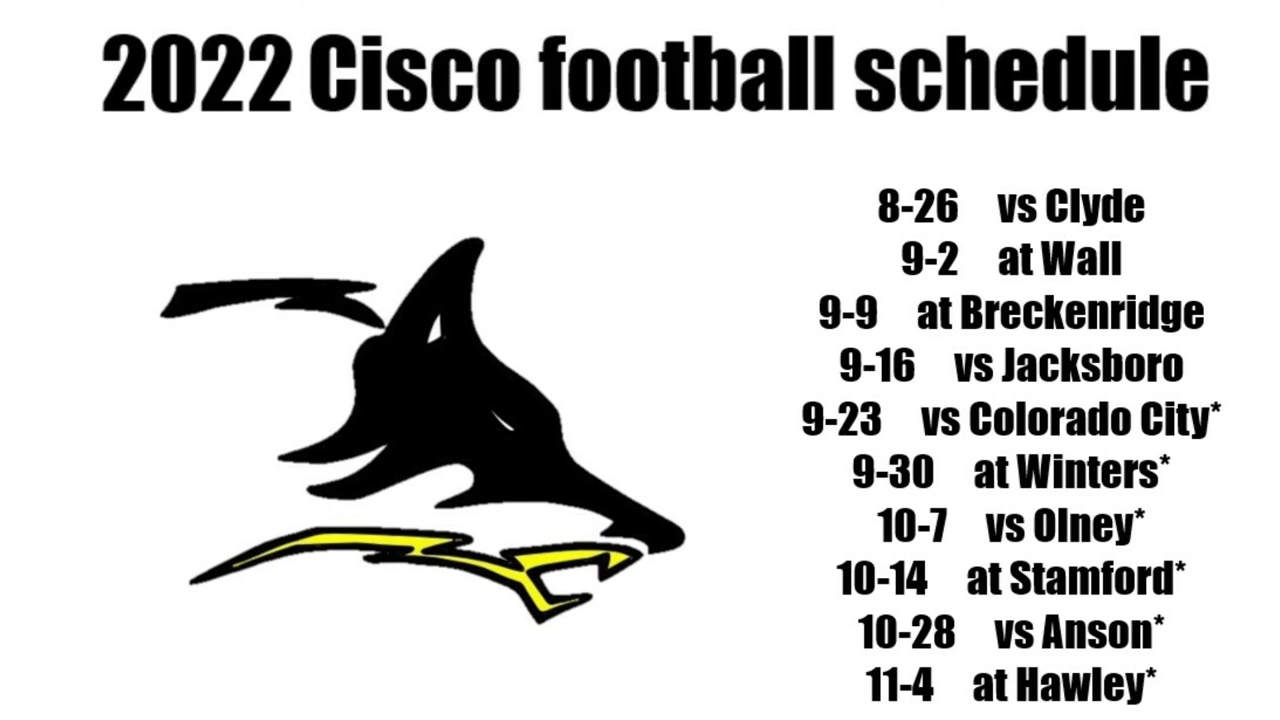 2022 Cisco football schedule
8-26 vs Clyde
9-2 at Wall
9-9 at Breckenridge
9-16 vs Jacksboro
9-23 vs Colorado City*
9-30 at Winters*
10-7 vs Olney*
10-14 at Stamford*
10-28 vs Anson*
11-4 at Hawley*